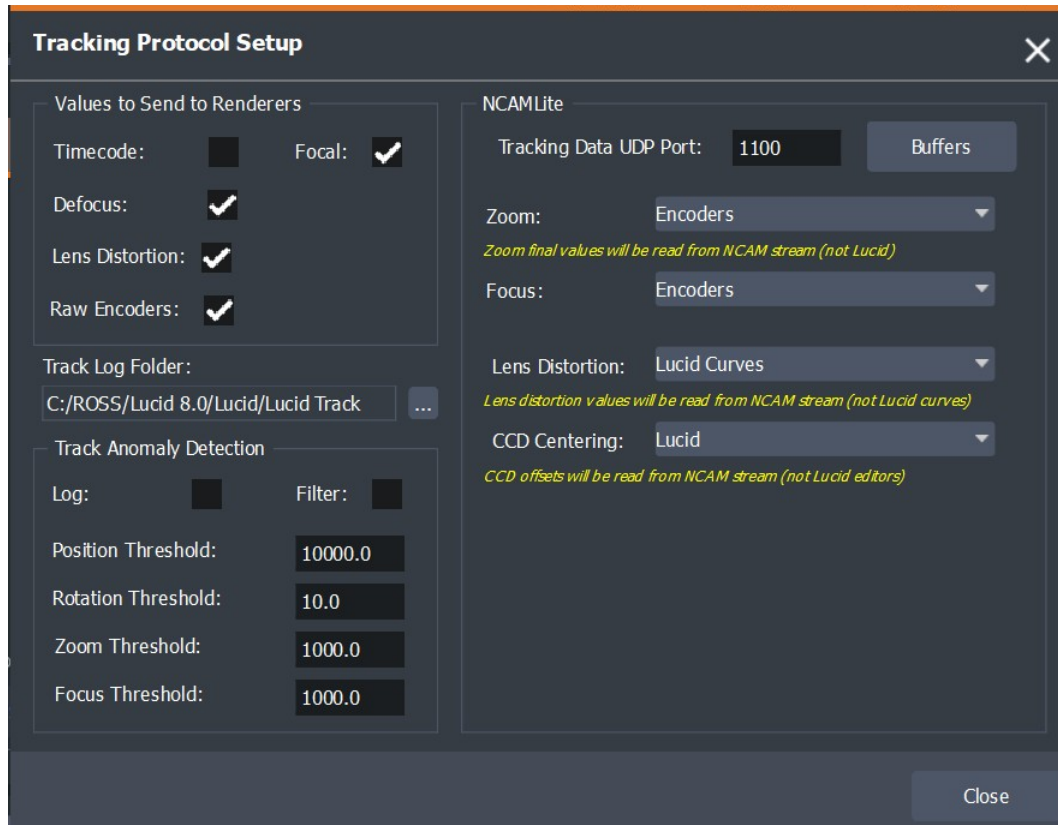 Tracking Protocol Setup
Values to Send to Renderers
Timecode: Focal:
Defocus:
Lens Distortion:
Raw Encoders:
Track Log Folder:
C:/ROSS/Lucid 8.0/Lucid/Lucid Track ...
Track Anomaly Detection
Log: Filter:
Position Threshold: 10000.0
Rotation Threshold: 10.0
Zoom Threshold: 1000.0
Focus Threshold: 1000.0
NCAMLite
Tracking Data UDP Port: 1100 Buffers
Zoom: Encoders
Zoom final values will be read from NCAM stream (not Lucid)
Focus: Encoders
Lens Distortion: Lucid Curves
Lens distortion values will be read from NCAM stream (not Lucid curves)
CCD Centering: Lucid
CCD offsets will be read from NCAM stream (not Lucid editors)
Close